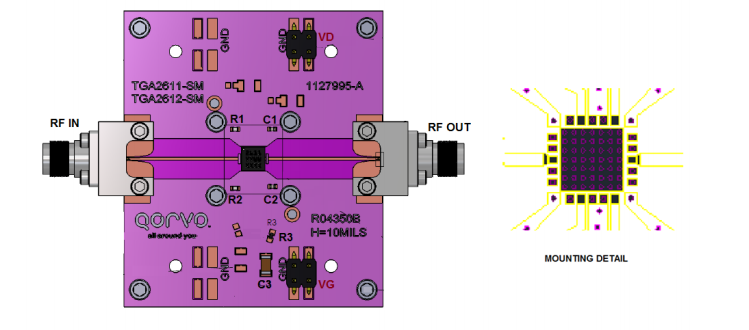 GND
VD
TGA2611-SM
TGA2612-SM
1127995-A
RF IN
R1
C1
RF OUT
R2
C2
QORVO.
all around you
R04350B
H=10MILS
R3
R3
GND
GND
C3
VG
MOUNTING DETAIL
GND